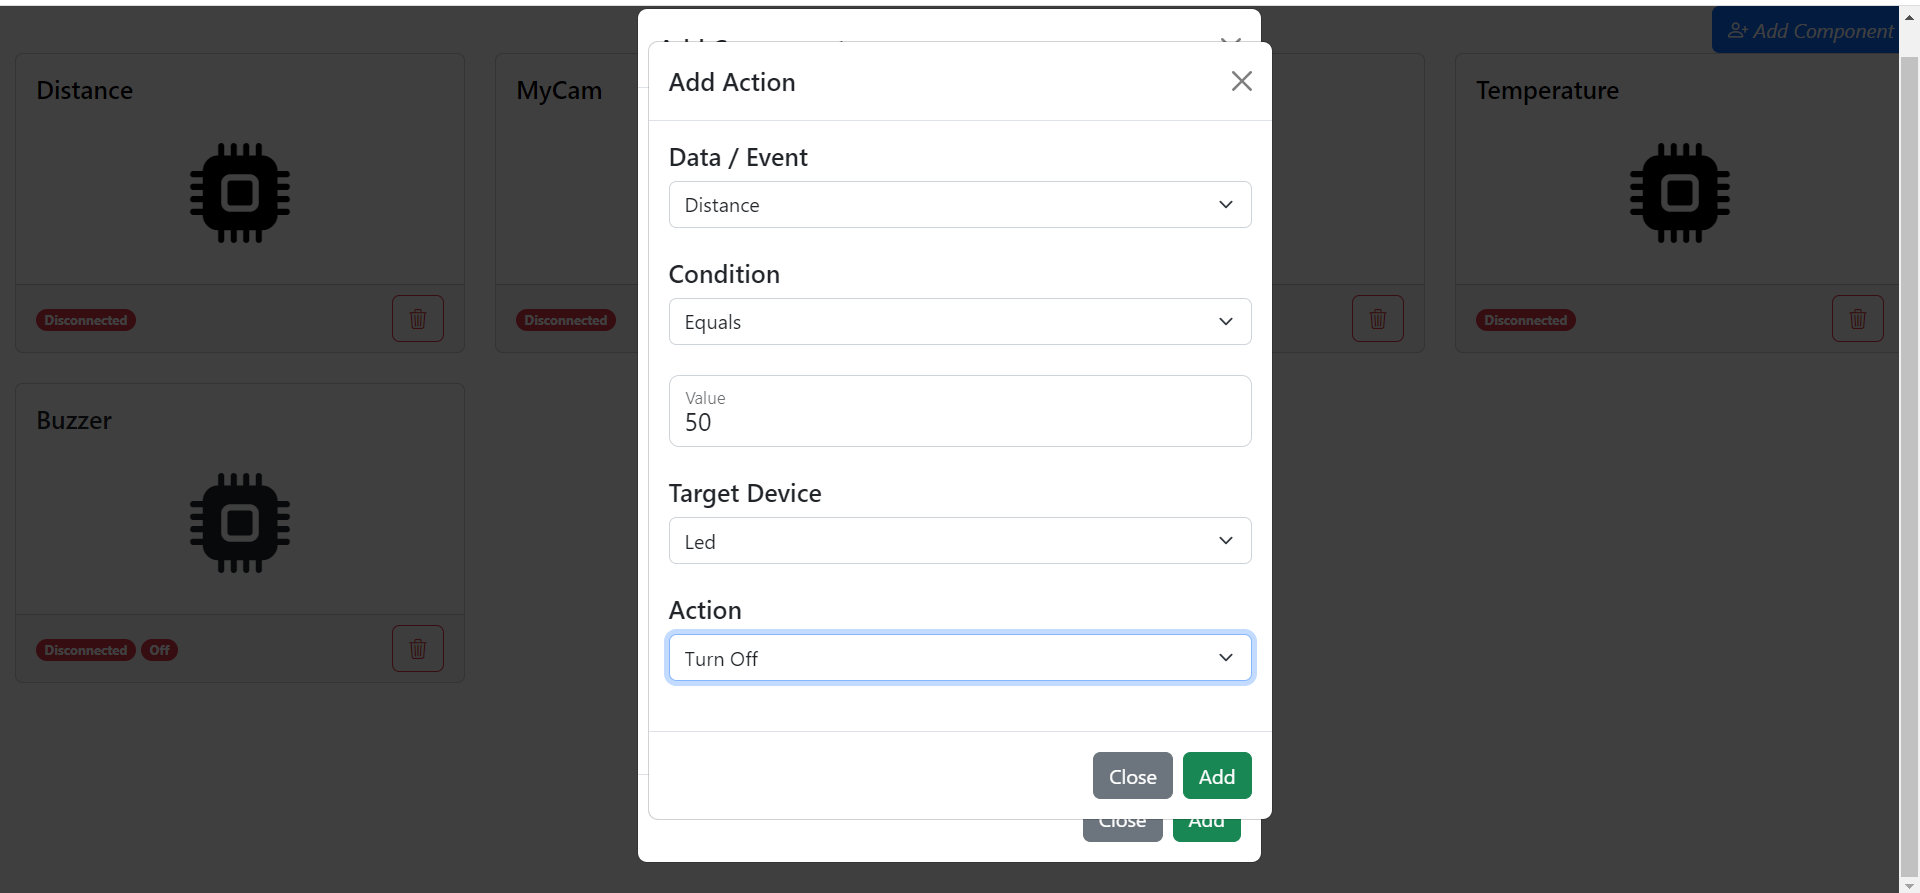 Add Component
Add Action
Distance
MyCam
Temperature
Data / Event
Distance
Condition
Equals
Disconnected
Disconnected
Disconnected
Value
50
Buzzer
Target Device
Led
Action
Turn Off
Disconnected
Off
Close
Add
Close
Add